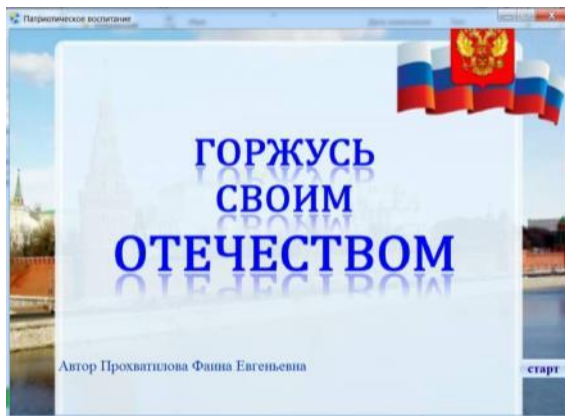 Патриотическое воспитание
ГОРЖУСЬ
СВОИМ
ОТЕЧЕСТВОМ
Автор Прохватилова Фаина Евгеньевна
старт